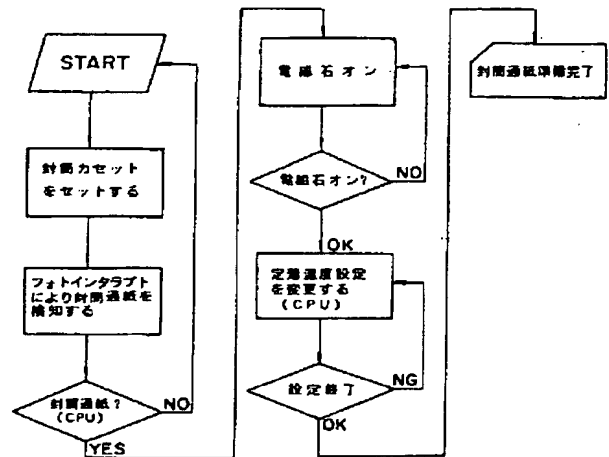 START
封筒カセット
をセットする
フォトインタラプト
により封筒通紙を
検知する
封筒通紙?
(CPU)
NO
YES
電磁石オン
電磁石オン?
NO
OK
定着温度設定
を変更する
(CPU)
設定終了
NG
OK
封筒通紙準備完了